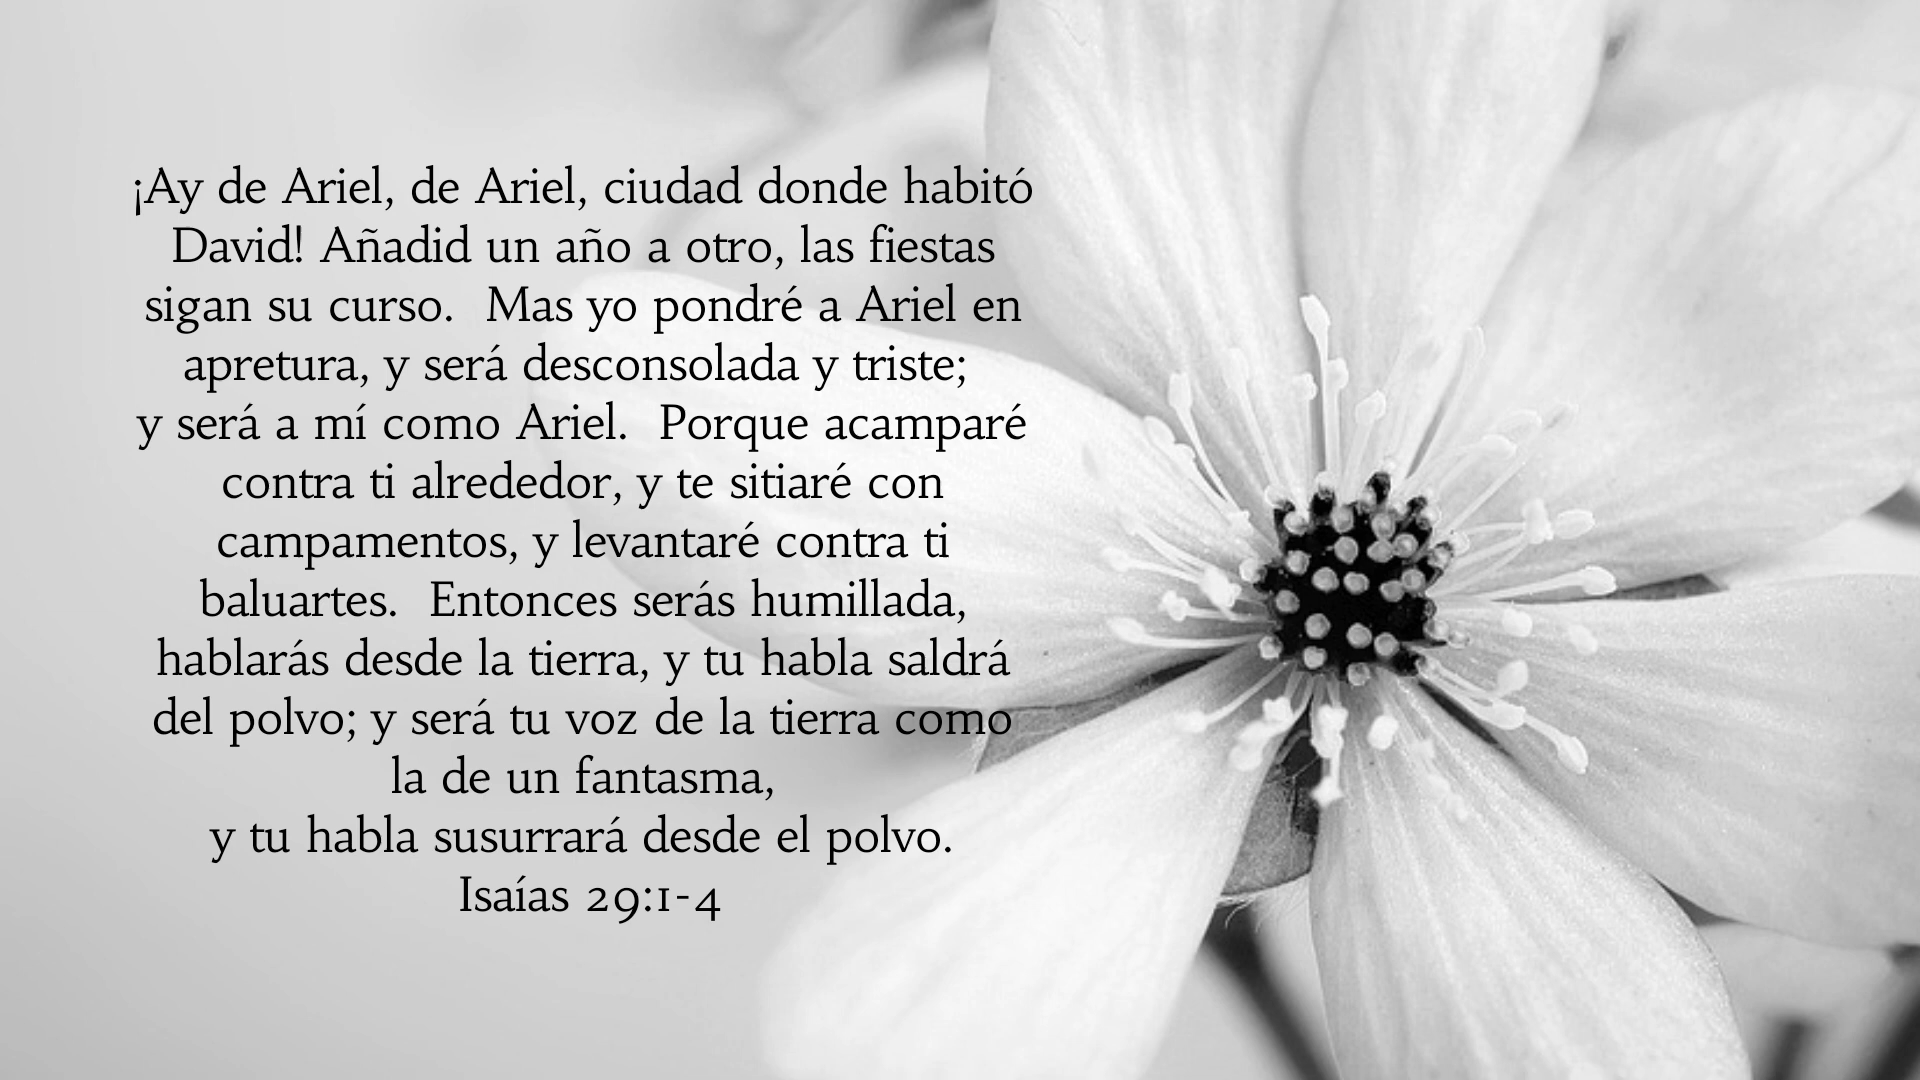 ¡Ay de Ariel, de Ariel, ciudad donde habitó
David! Añadid un año a otro, las fiestas
sigan su curso.  Mas yo pondré a Ariel en
apretura, y será desconsolada y triste;
y será a mí como Ariel.  Porque acamparé
contra ti alrededor, y te sitiaré con
campamentos, y levantaré contra ti
baluartes.  Entonces serás humillada,
hablarás desde la tierra, y tu habla saldrá
del polvo; y será tu voz de la tierra como
la de un fantasma,
y tu habla susurrará desde el polvo.
Isaías 29:1-4